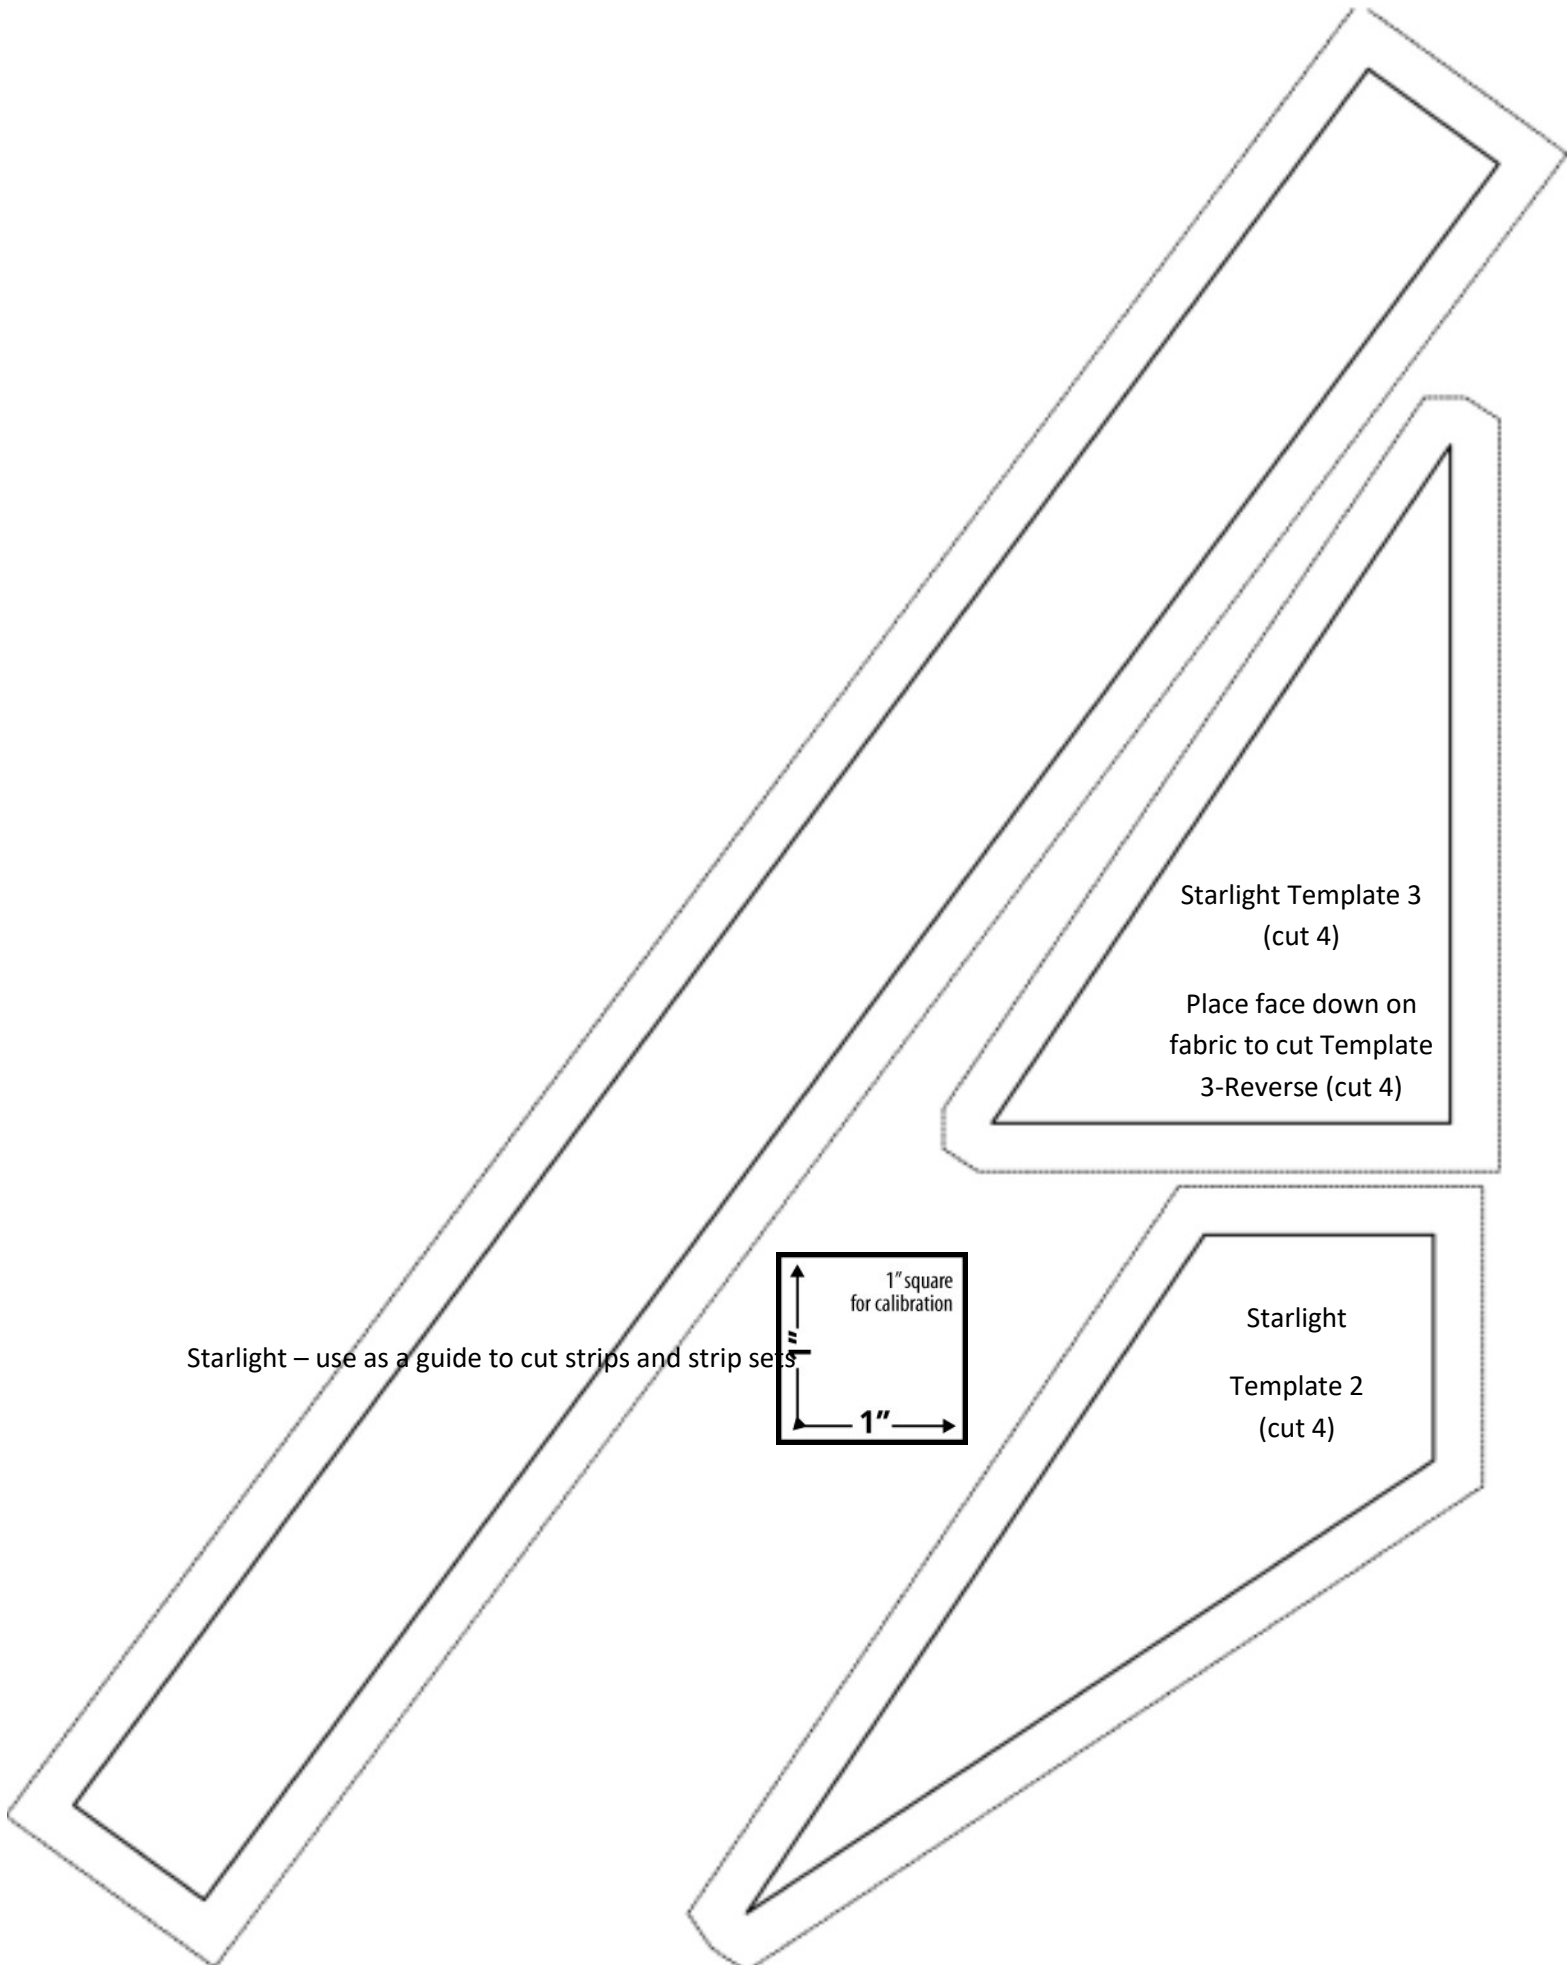 Starlight Template 3
(cut 4)
Place face down on
fabric to cut Template
3-Reverse (cut 4)
1” square
for calibration
1”
1”
Starlight – use as a guide to cut strips and strip sets
Starlight
Template 2
(cut 4)